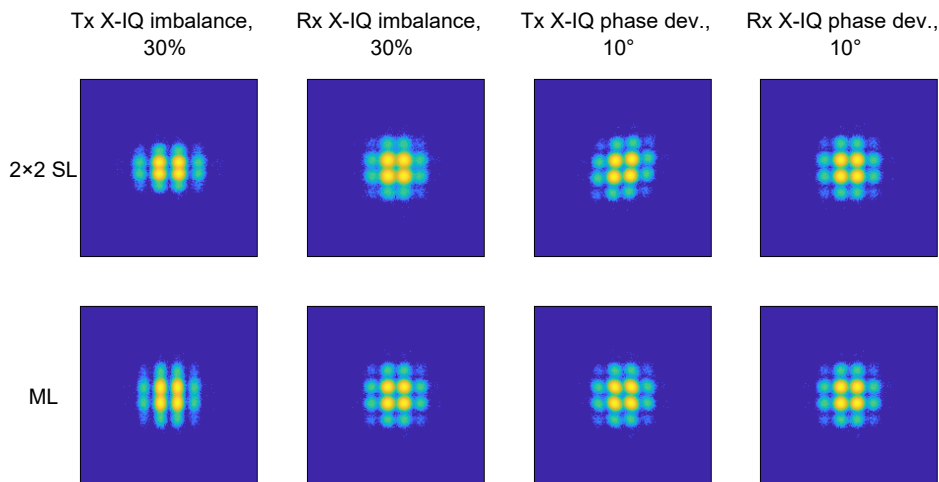 Tx X-IQ imbalance,
30%
Rx X-IQ imbalance,
30%
Tx X-IQ phase dev.,
10°
Rx X-IQ phase dev.,
10°
2×2 SL
ML